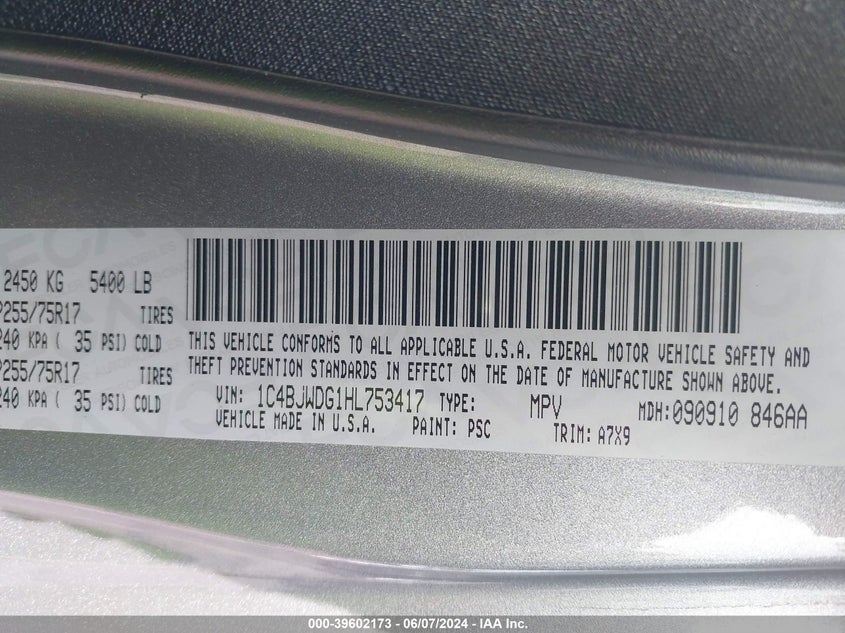 2450 KG 5400 LB
P255/75R17 TIRES
240 KPA ( 35 PSI) COLD
P255/75R17 TIRES
240 KPA ( 35 PSI) COLD
THIS VEHICLE CONFORMS TO ALL APPLICABLE U.S.A. FEDERAL MOTOR VEHICLE SAFETY AND
THEFT PREVENTION STANDARDS IN EFFECT ON THE DATE OF MANUFACTURE SHOWN ABOVE.
VIN: 1C4BJWDG1HL753417 TYPE: MPV MDH: 090910 846AA
VEHICLE MADE IN U.S.A. PAINT: PSC TRIM: A7X9
000-39602173 - 06/07/2024 - IAA Inc.